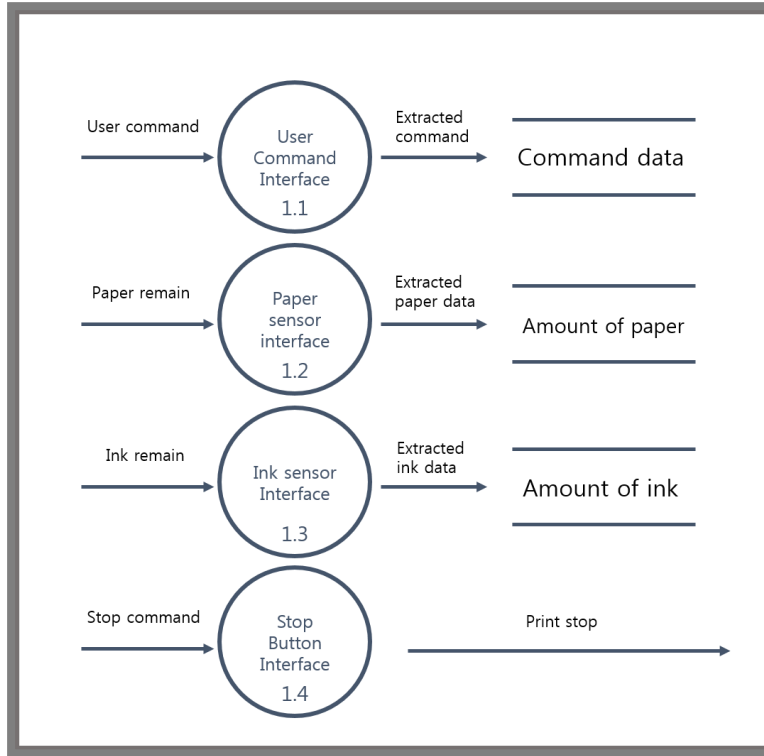 User command
User
Command
Interface
1.1
Extracted
command
Command data
Paper remain
Paper
sensor
interface
1.2
Extracted
paper data
Amount of paper
Ink remain
Ink sensor
Interface
1.3
Extracted
ink data
Amount of ink
Stop command
Stop
Button
Interface
1.4
Print stop